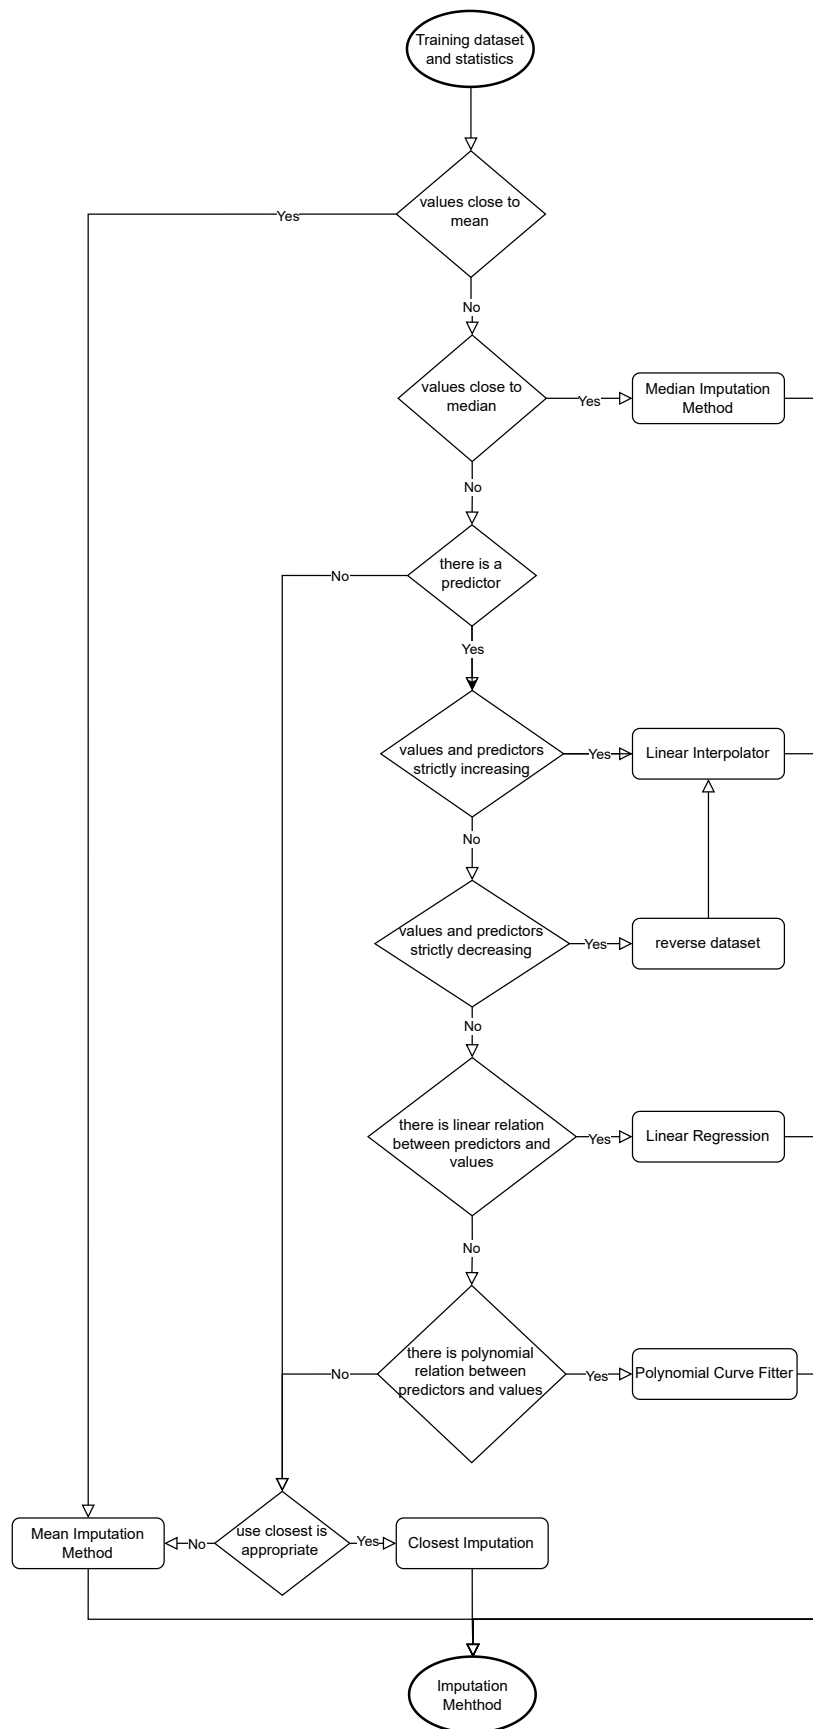 Training dataset
and statistics
values close to
mean
Yes
No
values close to
median
Yes
Median Imputation
Method
No
there is a
predictor
No
Yes
values and predictors
strictly increasing
Yes
Linear Interpolator
No
values and predictors
strictly decreasing
Yes
reverse dataset
No
there is linear relation
between predictors and
values
Yes
Linear Regression
No
there is polynomial
relation between
predictors and values
No
Yes
Polynomial Curve Fitter
Mean Imputation
Method
No
use closest is
appropriate
Yes
Closest Imputation
Imputation
Mehthod